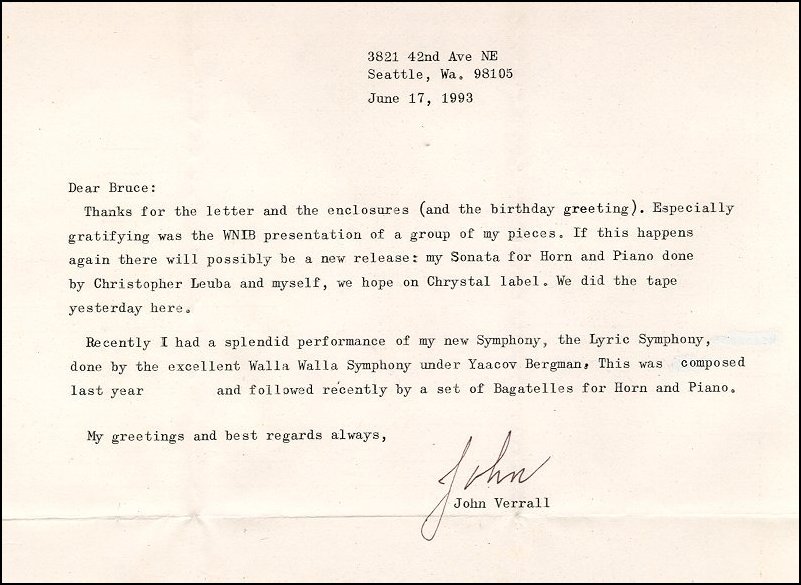 3821 42nd Ave NE
Seattle, Wa. 98105
June 17, 1993
Dear Bruce:
Thanks for the letter and the enclosures (and the birthday greeting). Especially
gratifying was the WNIB presentation of a group of my pieces. If this happens
again there will possibly be a new release: my Sonata for Horn and Piano done
by Christopher Leuba and myself, we hope on Chrystal label. We did the tape
yesterday here.
Recently I had a splendid performance of my new Symphony, the Lyric Symphony,
done by the excellent Walla Walla Symphony under Yaacov Bergman. This was composed
last year and followed recently by a set of Bagatelles for Horn and Piano.
My greetings and best regards always,
John
John Verrall